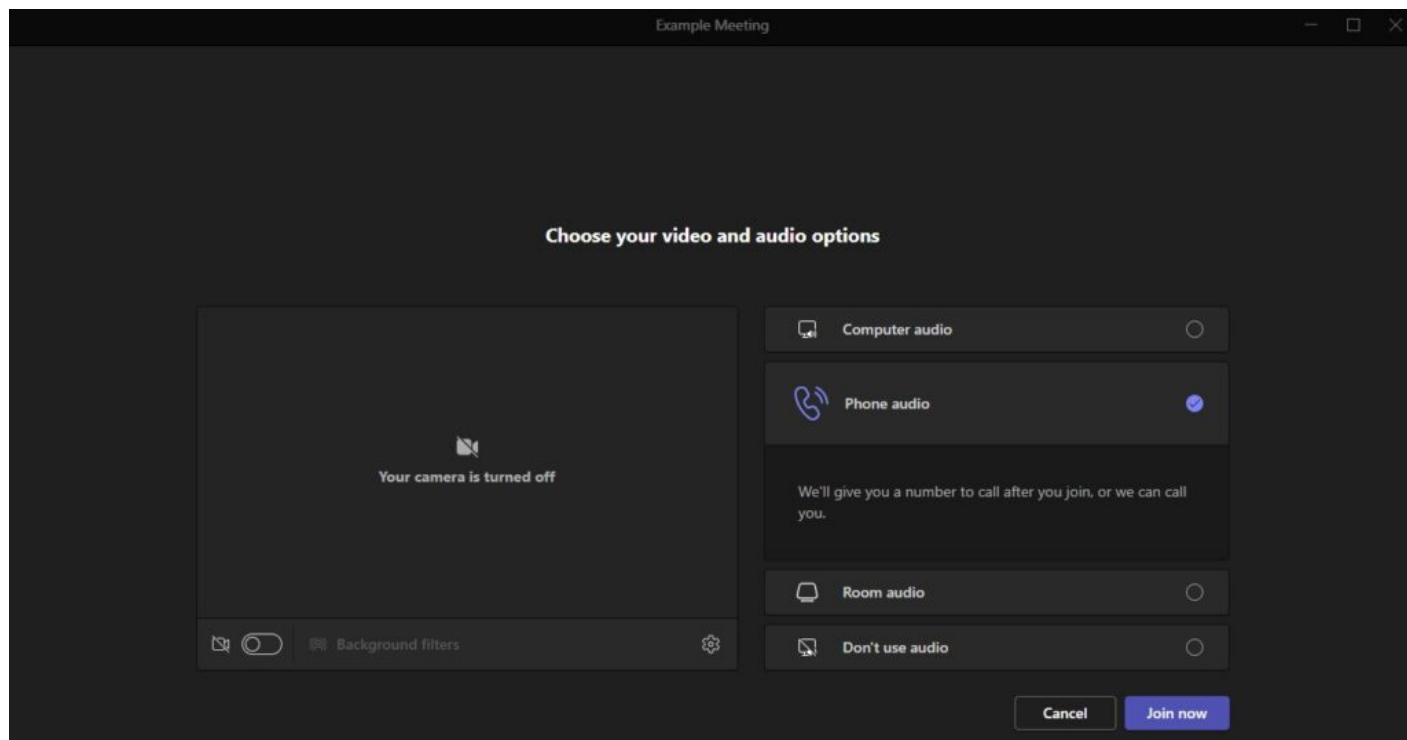 Example Meeting
Choose your video and audio options
Your camera is turned off
Background filters
Computer audio
Phone audio
We'll give you a number to call after you join, or we can call
you.
Room audio
Don't use audio
Cancel
Join now